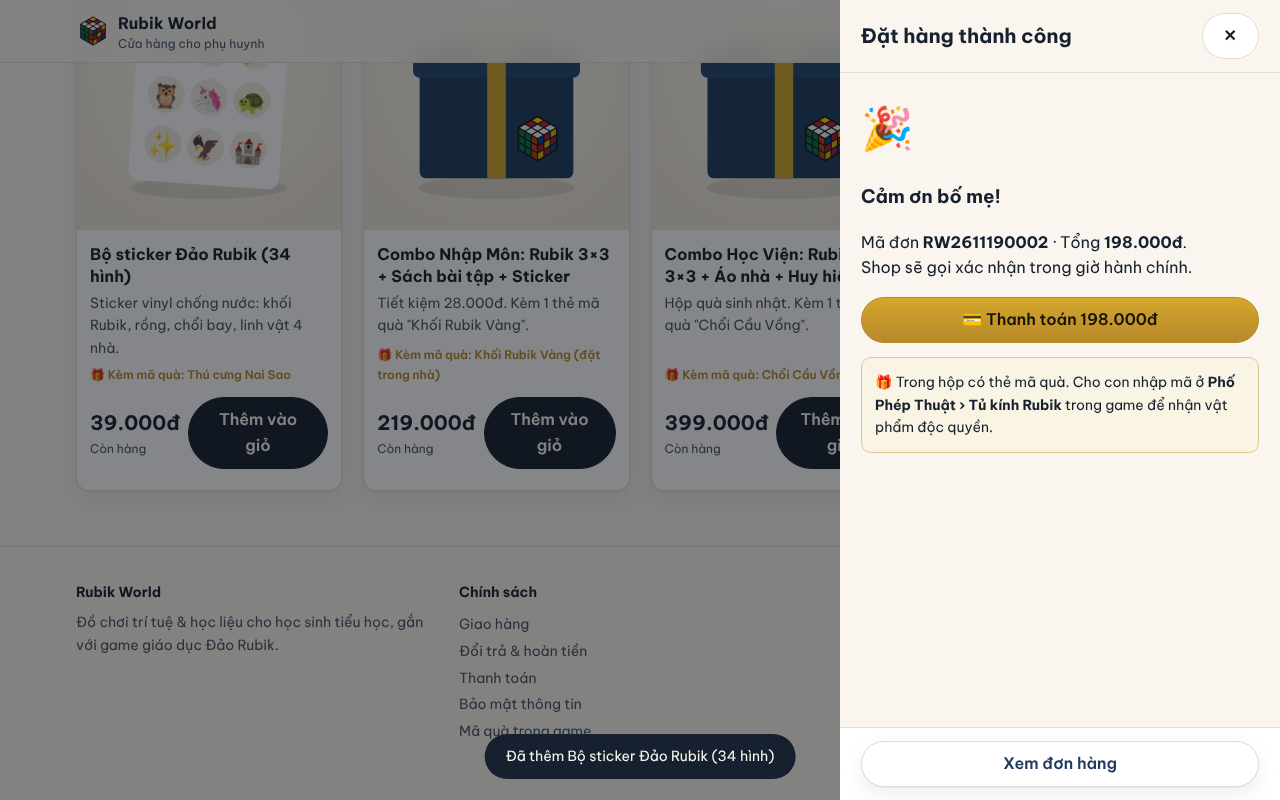 Rubik World
Cửa hàng cho phụ huynh
Bộ sticker Đảo Rubik (34
hình)
Sticker vinyl chống nước: khối
Rubik, rồng, chổi bay, linh vật 4
nhà.
🎁 Kèm mã quà: Thú cưng Nai Sao
39.000đ
Còn hàng
Thêm vào
giỏ
Combo Nhập Môn: Rubik 3×3
+ Sách bài tập + Sticker
Tiết kiệm 28.000đ. Kèm 1 thẻ mã
quà "Khối Rubik Vàng".
🎁 Kèm mã quà: Khối Rubik Vàng (đặt
trong nhà)
219.000đ
Còn hàng
Thêm vào
giỏ
Combo Học Viện:
3×3 + Áo nhà + Huy
Hộp quà sinh nhật. Kèm 1
quà "Chổi Cầu Vồng".
🎁 Kèm mã quà: Chổi Cầu
399.000đ
Còn hàng
Rubik World
Đồ chơi trí tuệ & học liệu cho học sinh tiểu học, gắn
với game giáo dục Đảo Rubik.
Chính sách
Giao hàng
Đổi trả & hoàn tiền
Thanh toán
Bảo mật thông tin
Mã quà trong game
Đã thêm Bộ sticker Đảo Rubik (34 hình)
Đặt hàng thành công
✕
Cảm ơn bố mẹ!
Mã đơn RW2611190002 · Tổng 198.000đ.
Shop sẽ gọi xác nhận trong giờ hành chính.
💳 Thanh toán 198.000đ
🎁 Trong hộp có thẻ mã quà. Cho con nhập mã ở Phố
Phép Thuật › Tủ kính Rubik trong game để nhận vật
phẩm độc quyền.
Xem đơn hàng